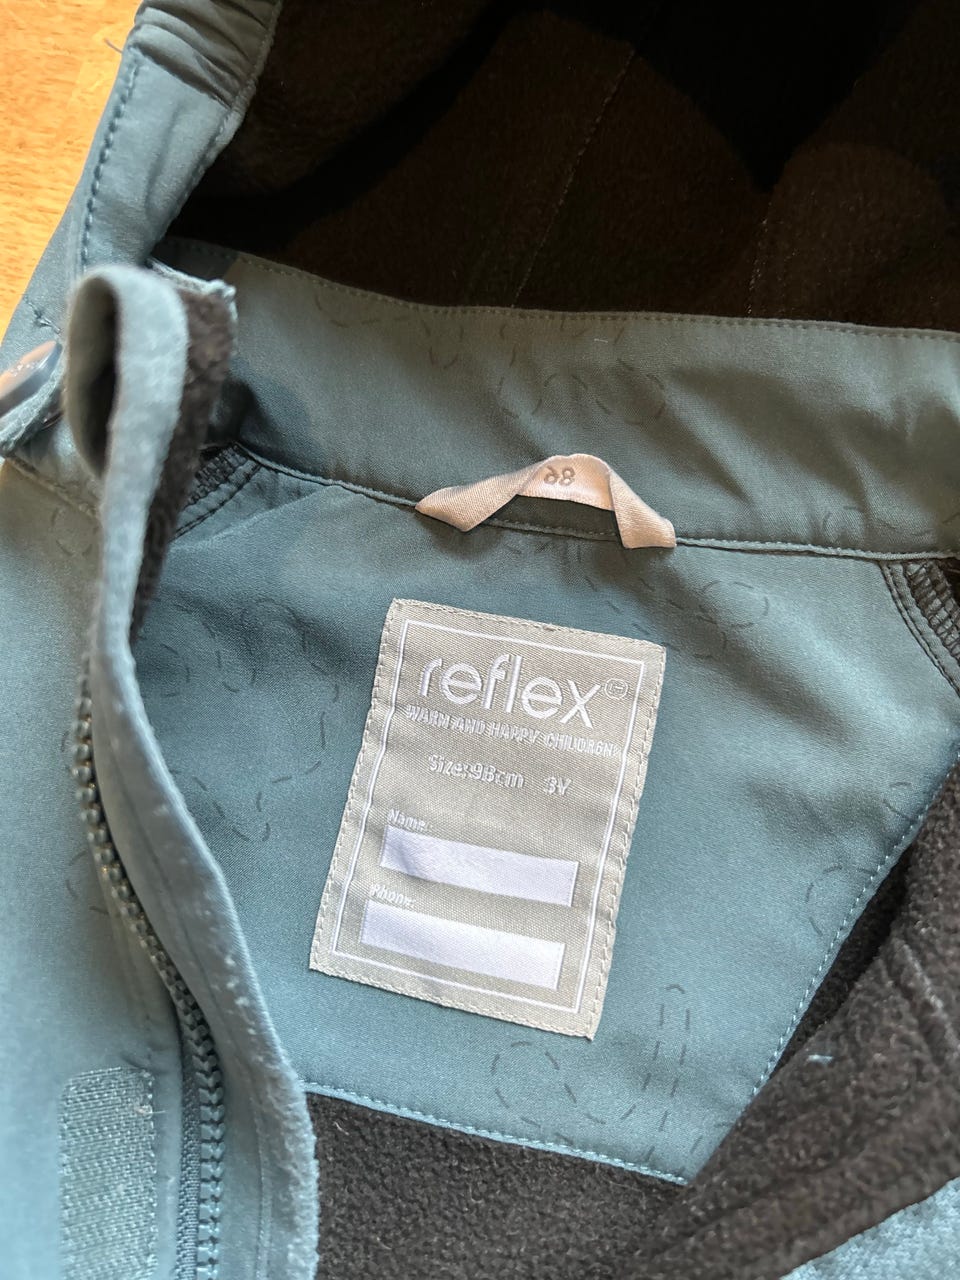 98
reflex
WARM AND HAPPY CHILDREN
Size:98cm 3Y
Name:
Phone: